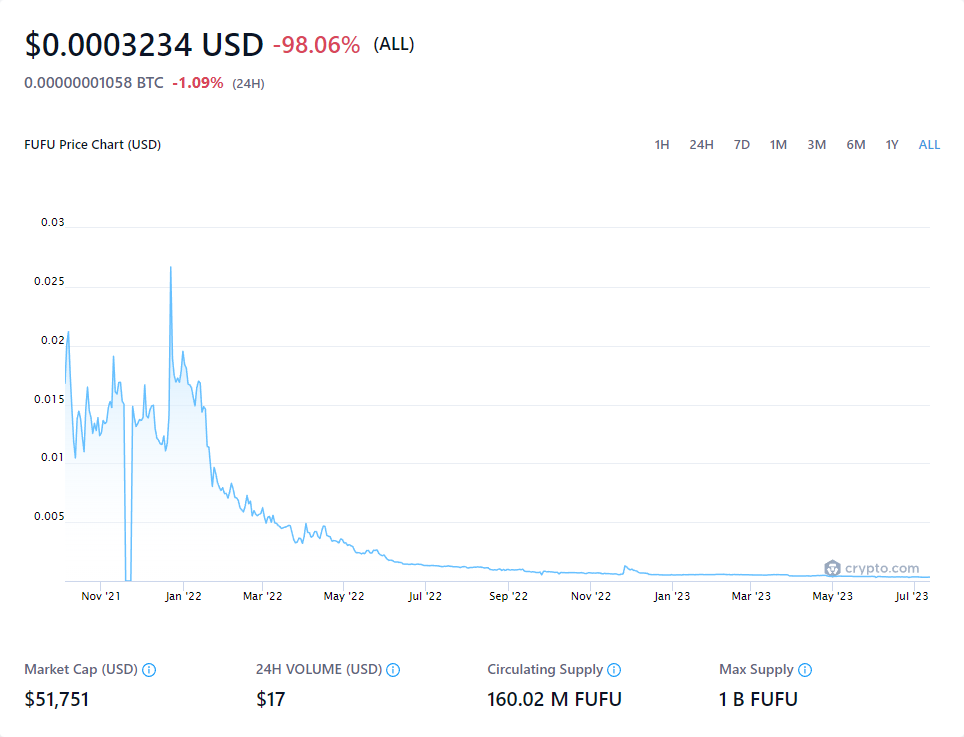 $0.0003234 USD -98.06% (ALL)
0.00000001058 BTC -1.09% (24H)
FUFU Price Chart (USD) 1H 24H 7D 1M 3M 6M 1Y ALL
0.03
0.025
0.02
0.015
0.01
0.005
crypto.com
Nov '21 Jan '22 Mar '22 May '22 Jul '22 Sep '22 Nov '22 Jan '23 Mar '23 May '23 Jul '23
Market Cap (USD) 24H VOLUME (USD) Circulating Supply Max Supply
$51,751 $17 160.02 M FUFU 1 B FUFU